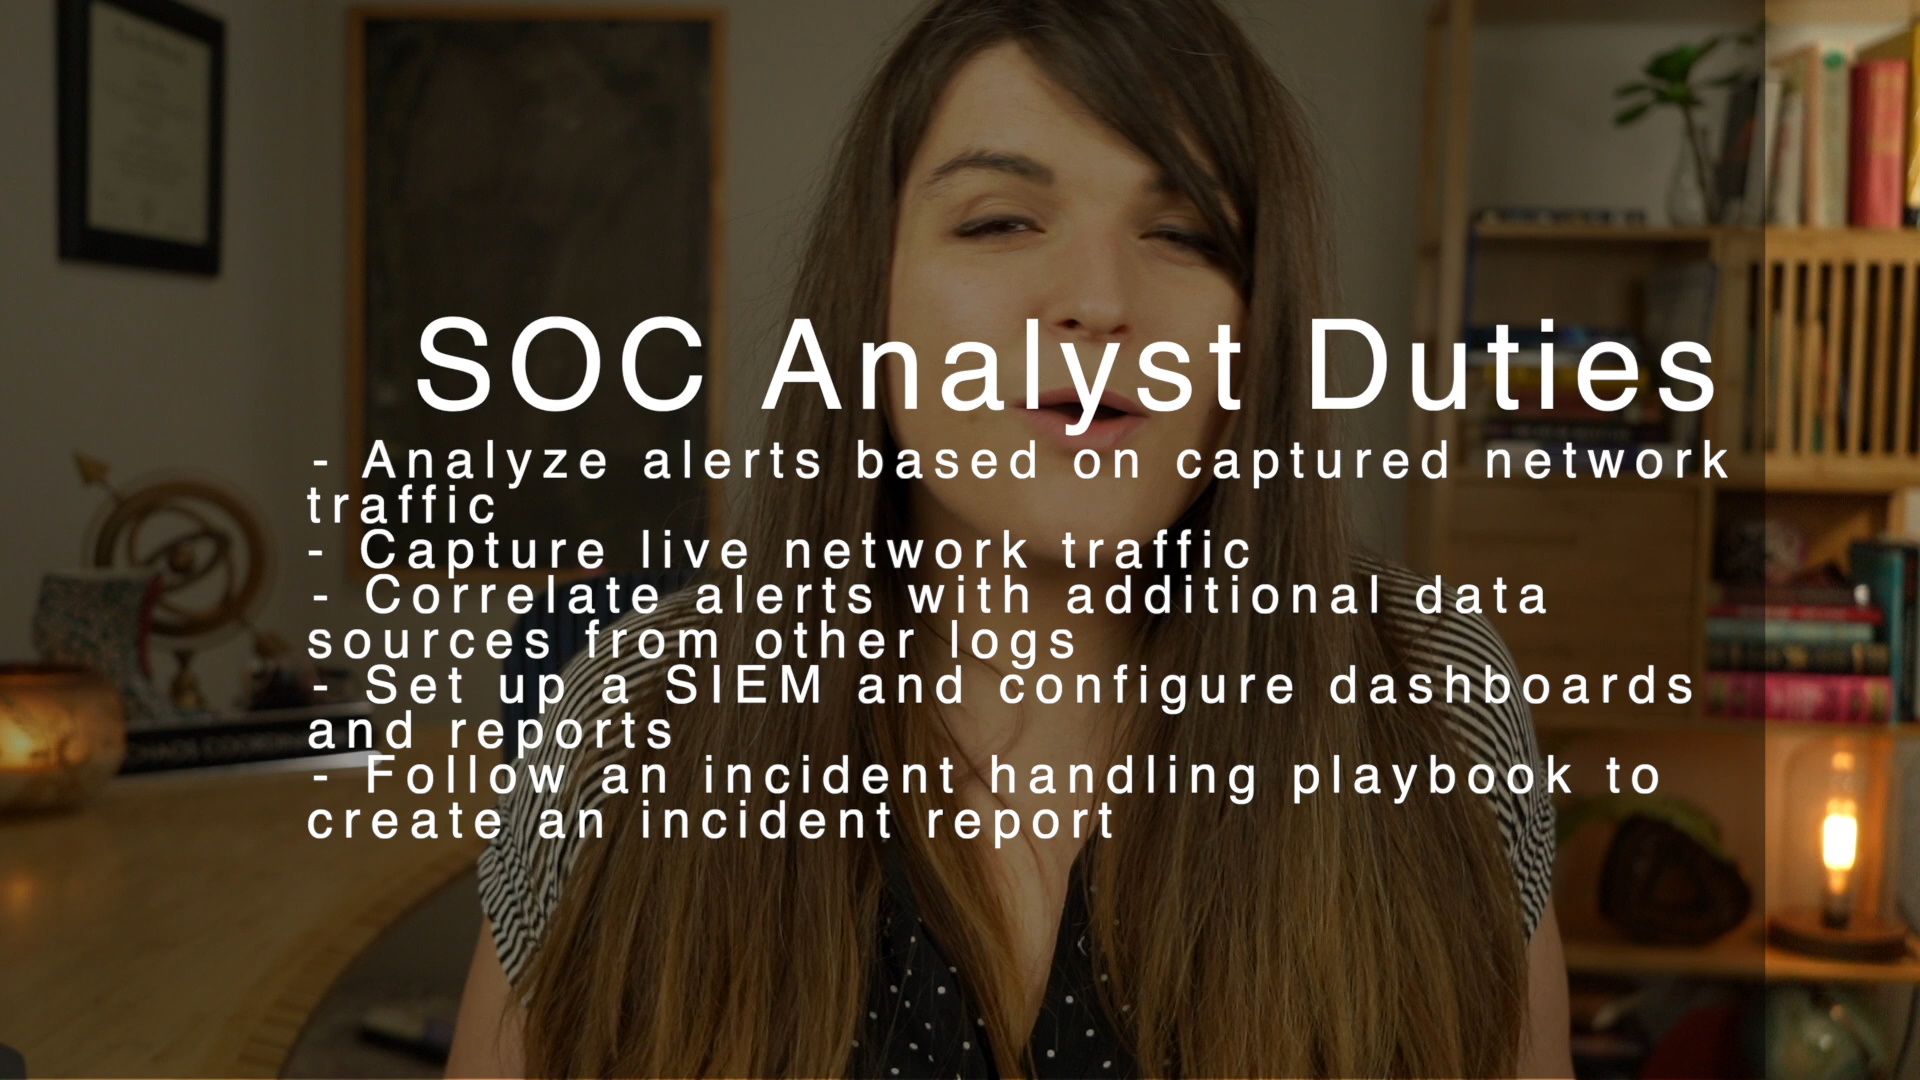 SOC Analyst Duties
- Analyze alerts based on captured network
traffic
- Capture live network traffic
- Correlate alerts with additional data
sources from other logs
- Set up a SIEM and configure dashboards
and reports
- Follow an incident handling playbook to
create an incident report